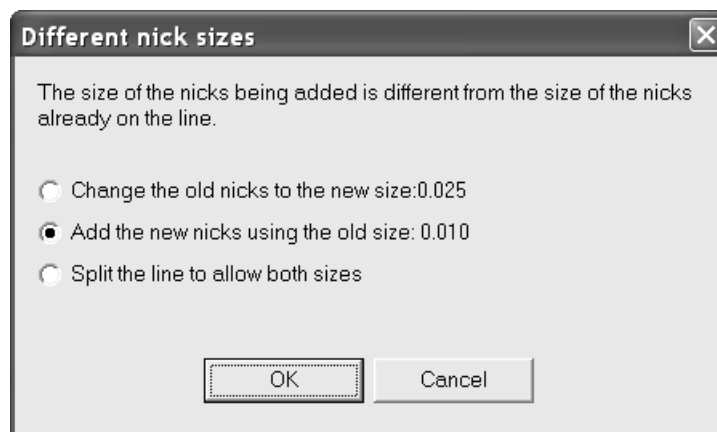 Different nick sizes
The size of the nicks being added is different from the size of the nicks
already on the line.
Change the old nicks to the new size:0.025
Add the new nicks using the old size: 0.010
Split the line to allow both sizes
OK
Cancel